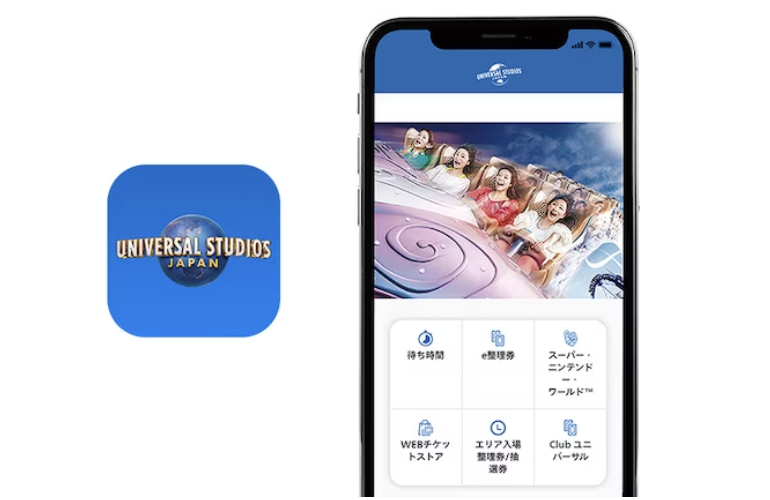 UNIVERSAL STUDIOS
JAPAN
UNIVERSAL STUDIOS
JAPAN
待ち時間
e整理券
スーパー・
ニンテンド
ー・
ワールド™
WEBチケッ
トストア
エリア入場
整理券/抽
選券
Club ユニ
バーサル